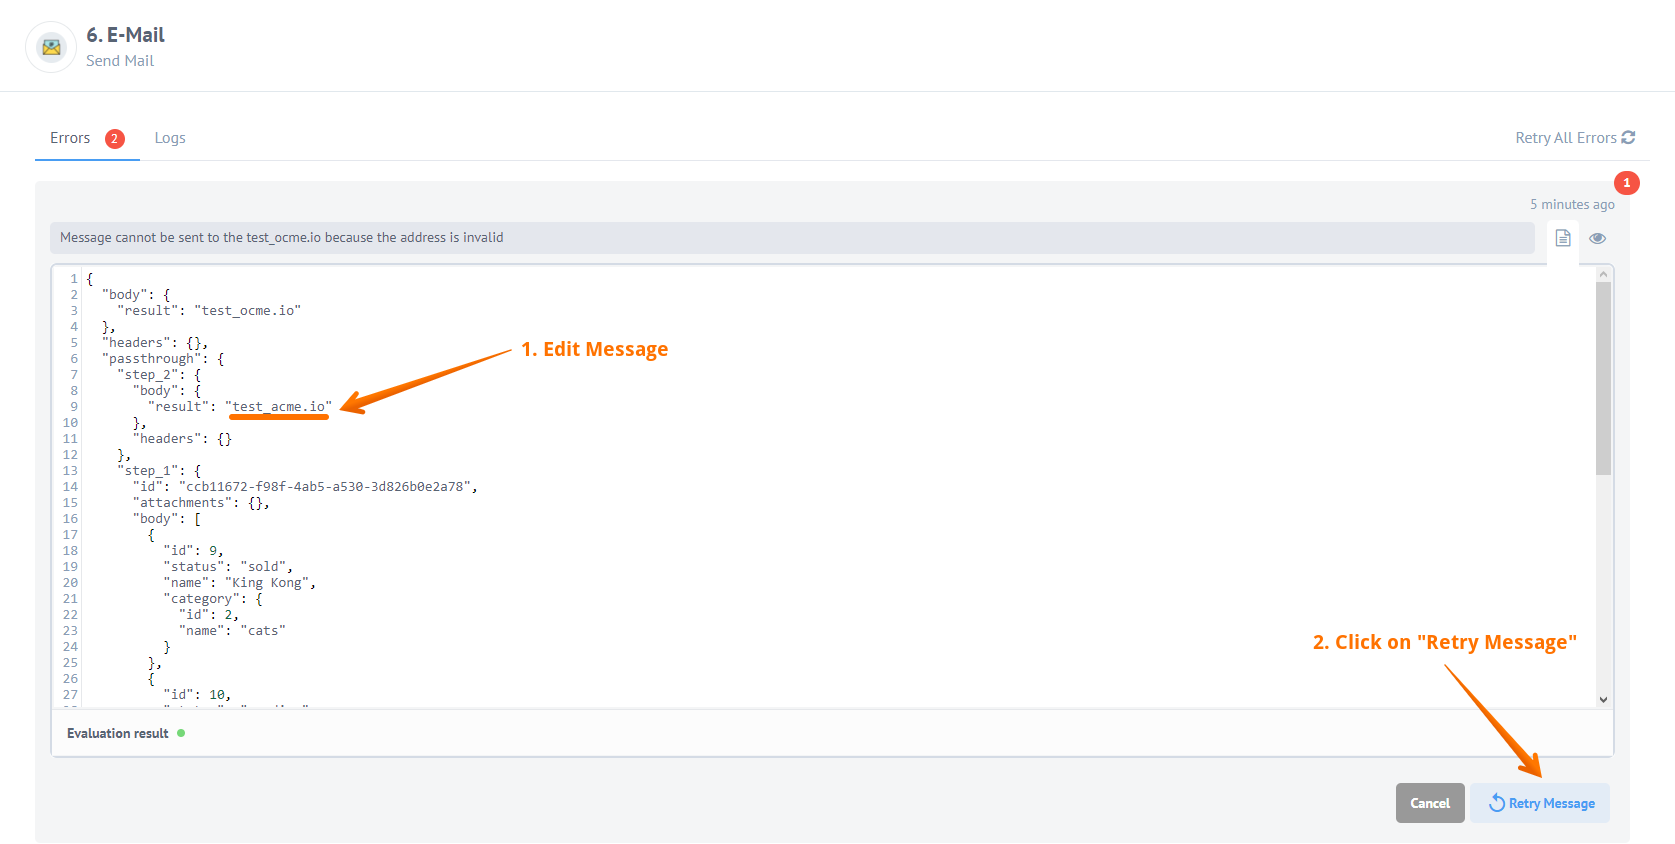 6. E-Mail
Send Mail
Errors 2 Logs Retry All Errors
1
5 minutes ago
Message cannot be sent to the test_ocme.io because the address is invalid
1 {
2 "body": {
3 "result": "test_ocme.io"
4 },
5 "headers": {},
6 "passthrough": {
7 "step_2": {
8 "body": {
9 "result": "test_acme.io"
10 },
11 "headers": {}
12 },
13 "step_1": {
14 "id": "ccb11672-f98f-4ab5-a530-3d826b0e2a78",
15 "attachments": {},
16 "body": [
17 {
18 "id": 9,
19 "status": "sold",
20 "name": "King Kong",
21 "category": {
22 "id": 2,
23 "name": "cats"
24 }
25 },
26 {
27 "id": 10,
1. Edit Message
2. Click on "Retry Message"
Evaluation result
Cancel Retry Message